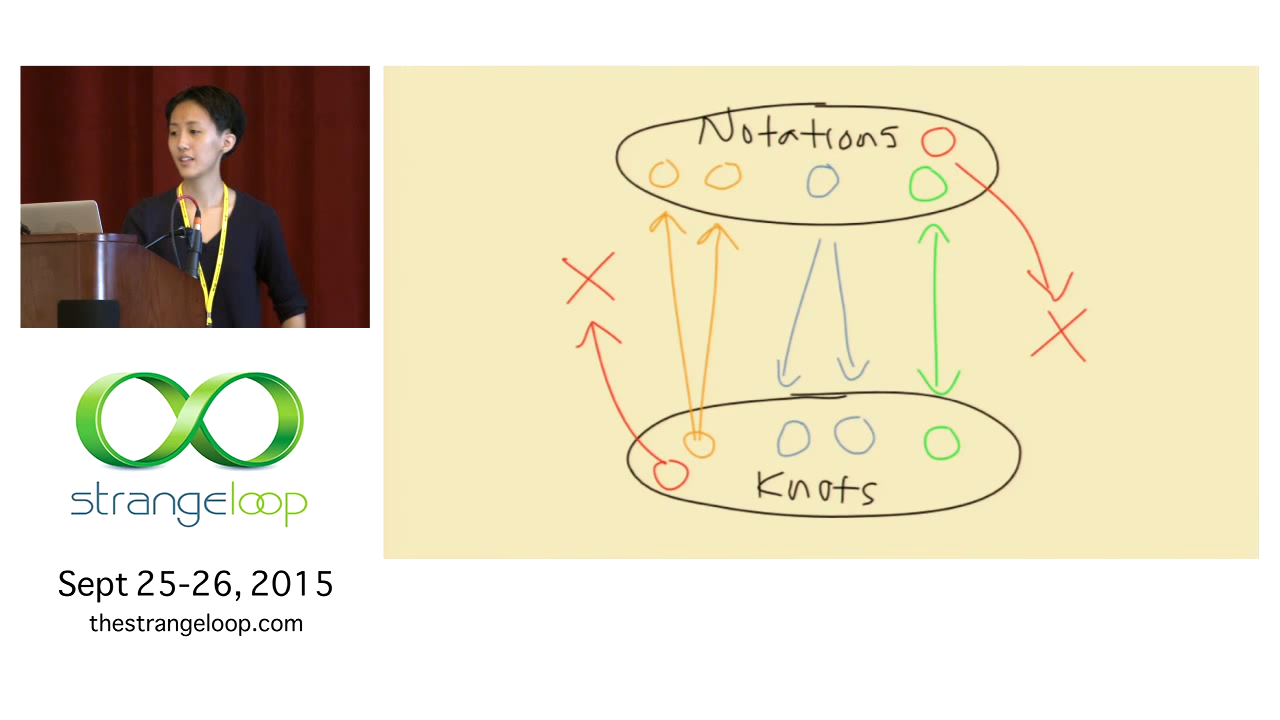 Notations
Knots
strangeloop
Sept 25-26, 2015
thestrangeloop.com